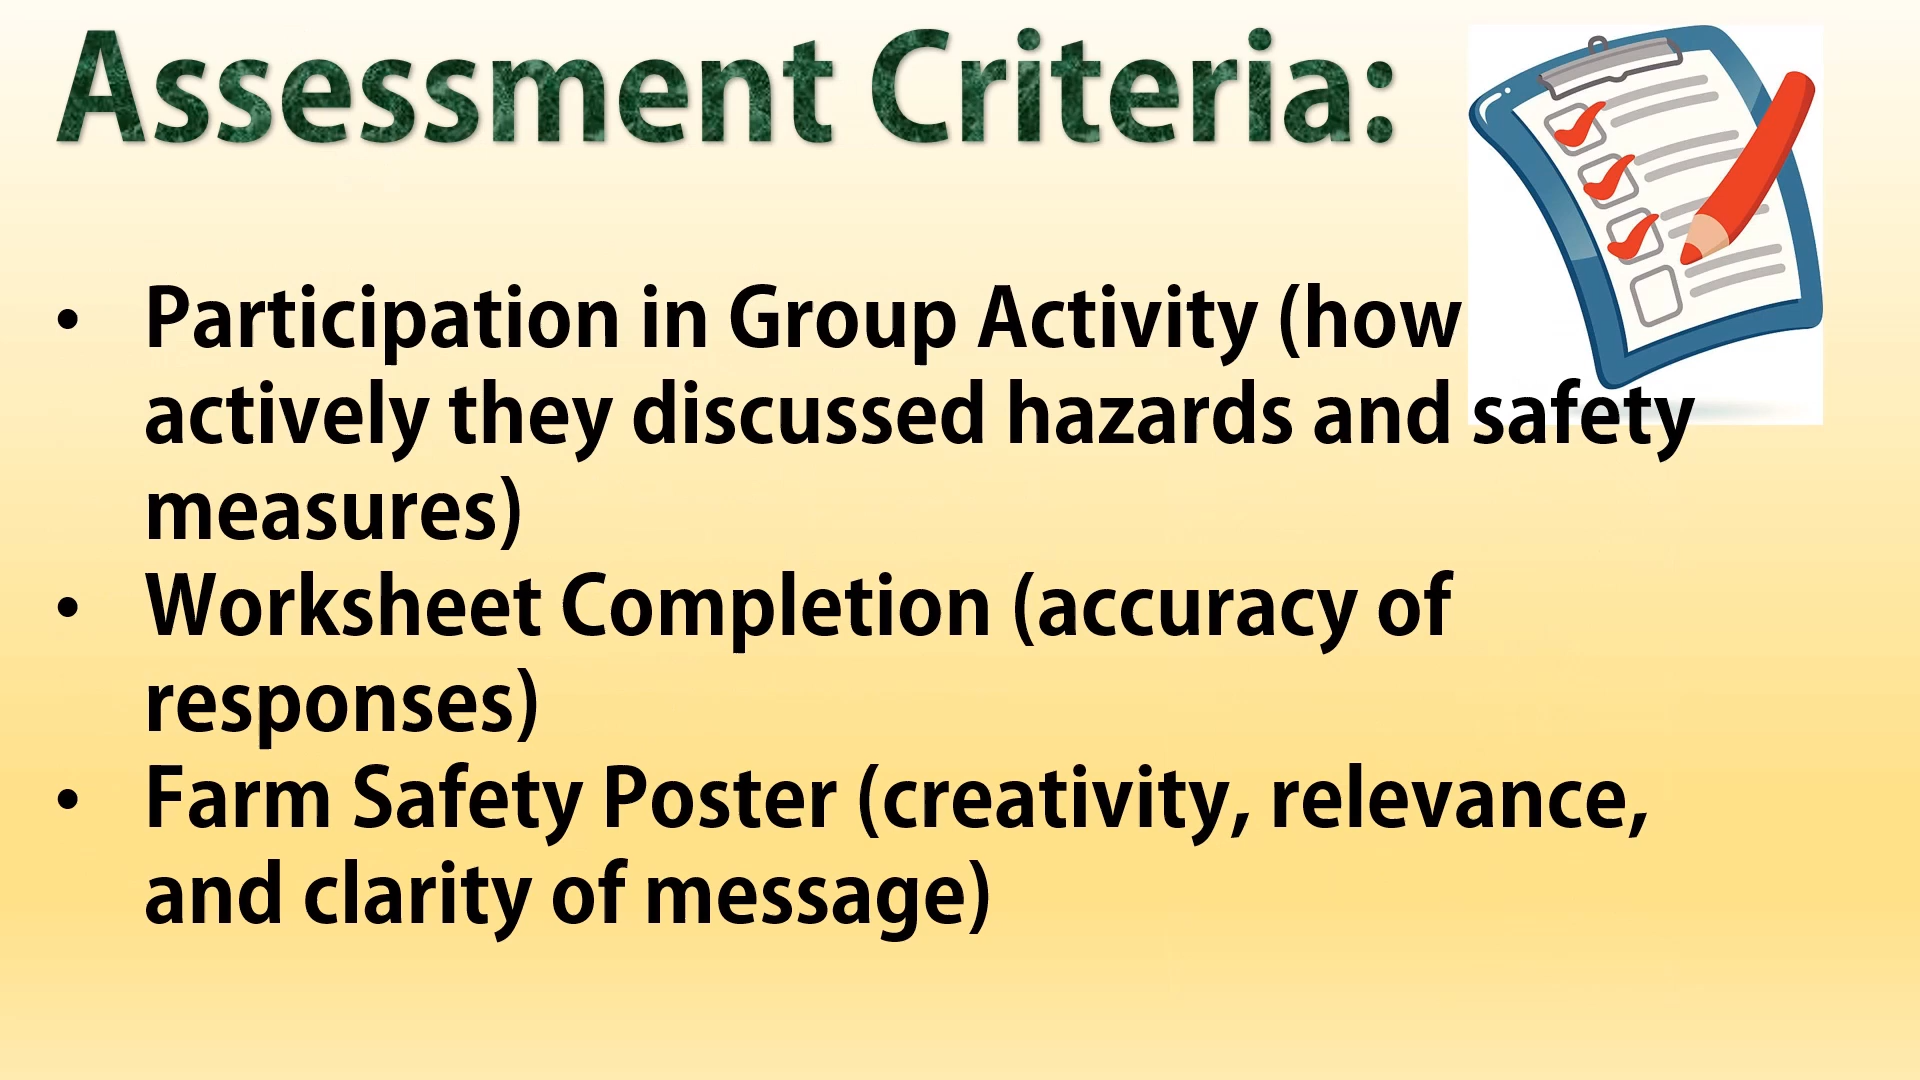 Assessment Criteria:
• Participation in Group Activity (how
actively they discussed hazards and safety
measures)
• Worksheet Completion (accuracy of
responses)
• Farm Safety Poster (creativity, relevance,
and clarity of message)